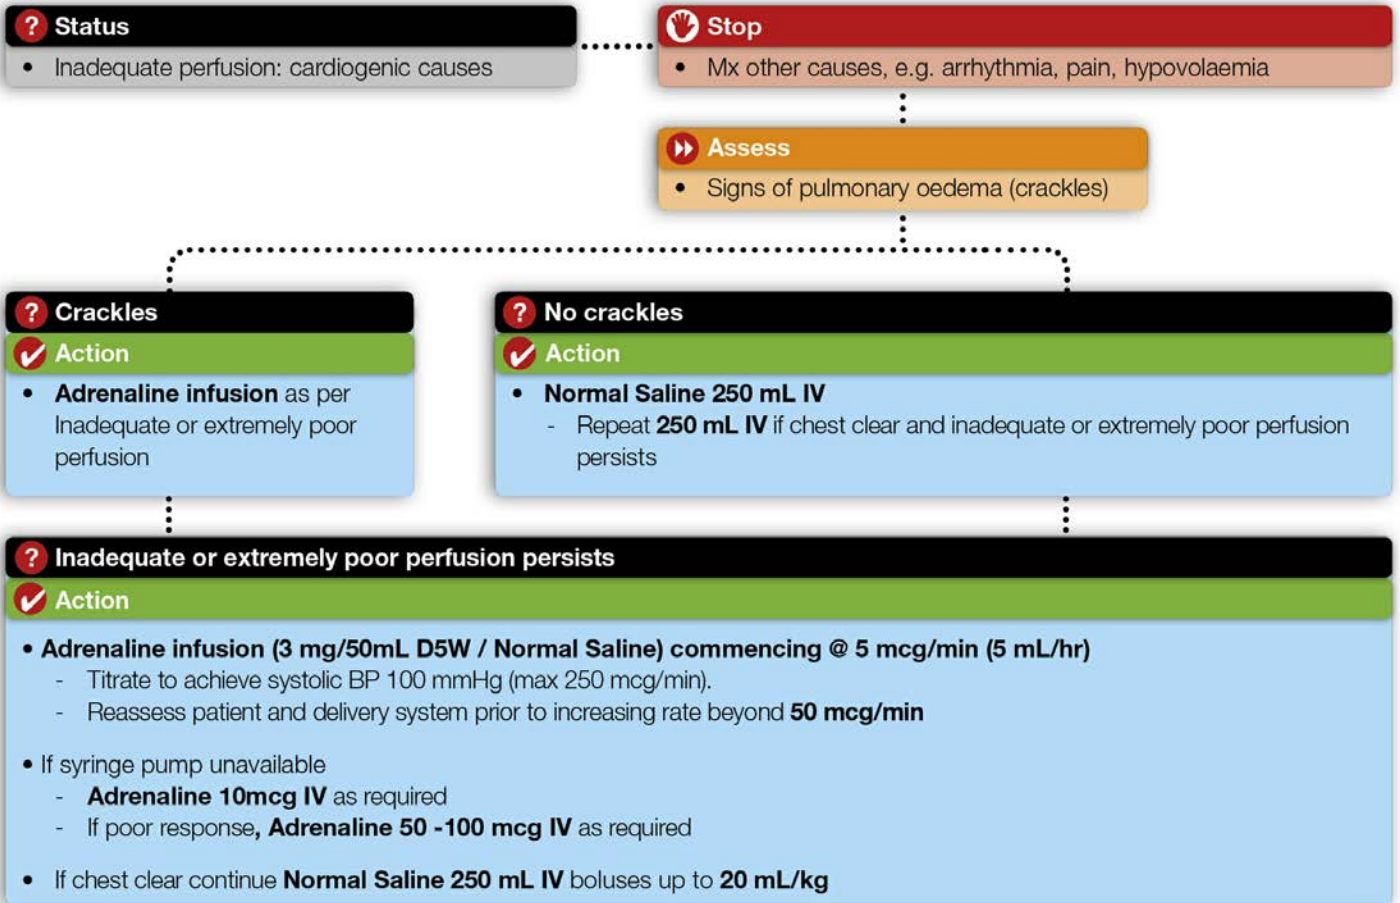 Status
• Inadequate perfusion: cardiogenic causes
Stop
• Mx other causes, e.g. arrhythmia, pain, hypovolaemia
Assess
• Signs of pulmonary oedema (crackles)
? Crackles
Action
• Adrenaline infusion as per
Inadequate or extremely poor
perfusion
? No crackles
Action
• Normal Saline 250 mL IV
- Repeat 250 mL IV if chest clear and inadequate or extremely poor perfusion
persists
? Inadequate or extremely poor perfusion persists
Action
• Adrenaline infusion (3 mg/50mL D5W / Normal Saline) commencing @ 5 mcg/min (5 mL/hr)
- Titrate to achieve systolic BP 100 mmHg (max 250 mcg/min).
- Reassess patient and delivery system prior to increasing rate beyond 50 mcg/min
• If syringe pump unavailable
- Adrenaline 10mcg IV as required
- If poor response, Adrenaline 50 -100 mcg IV as required
• If chest clear continue Normal Saline 250 mL IV boluses up to 20 mL/kg